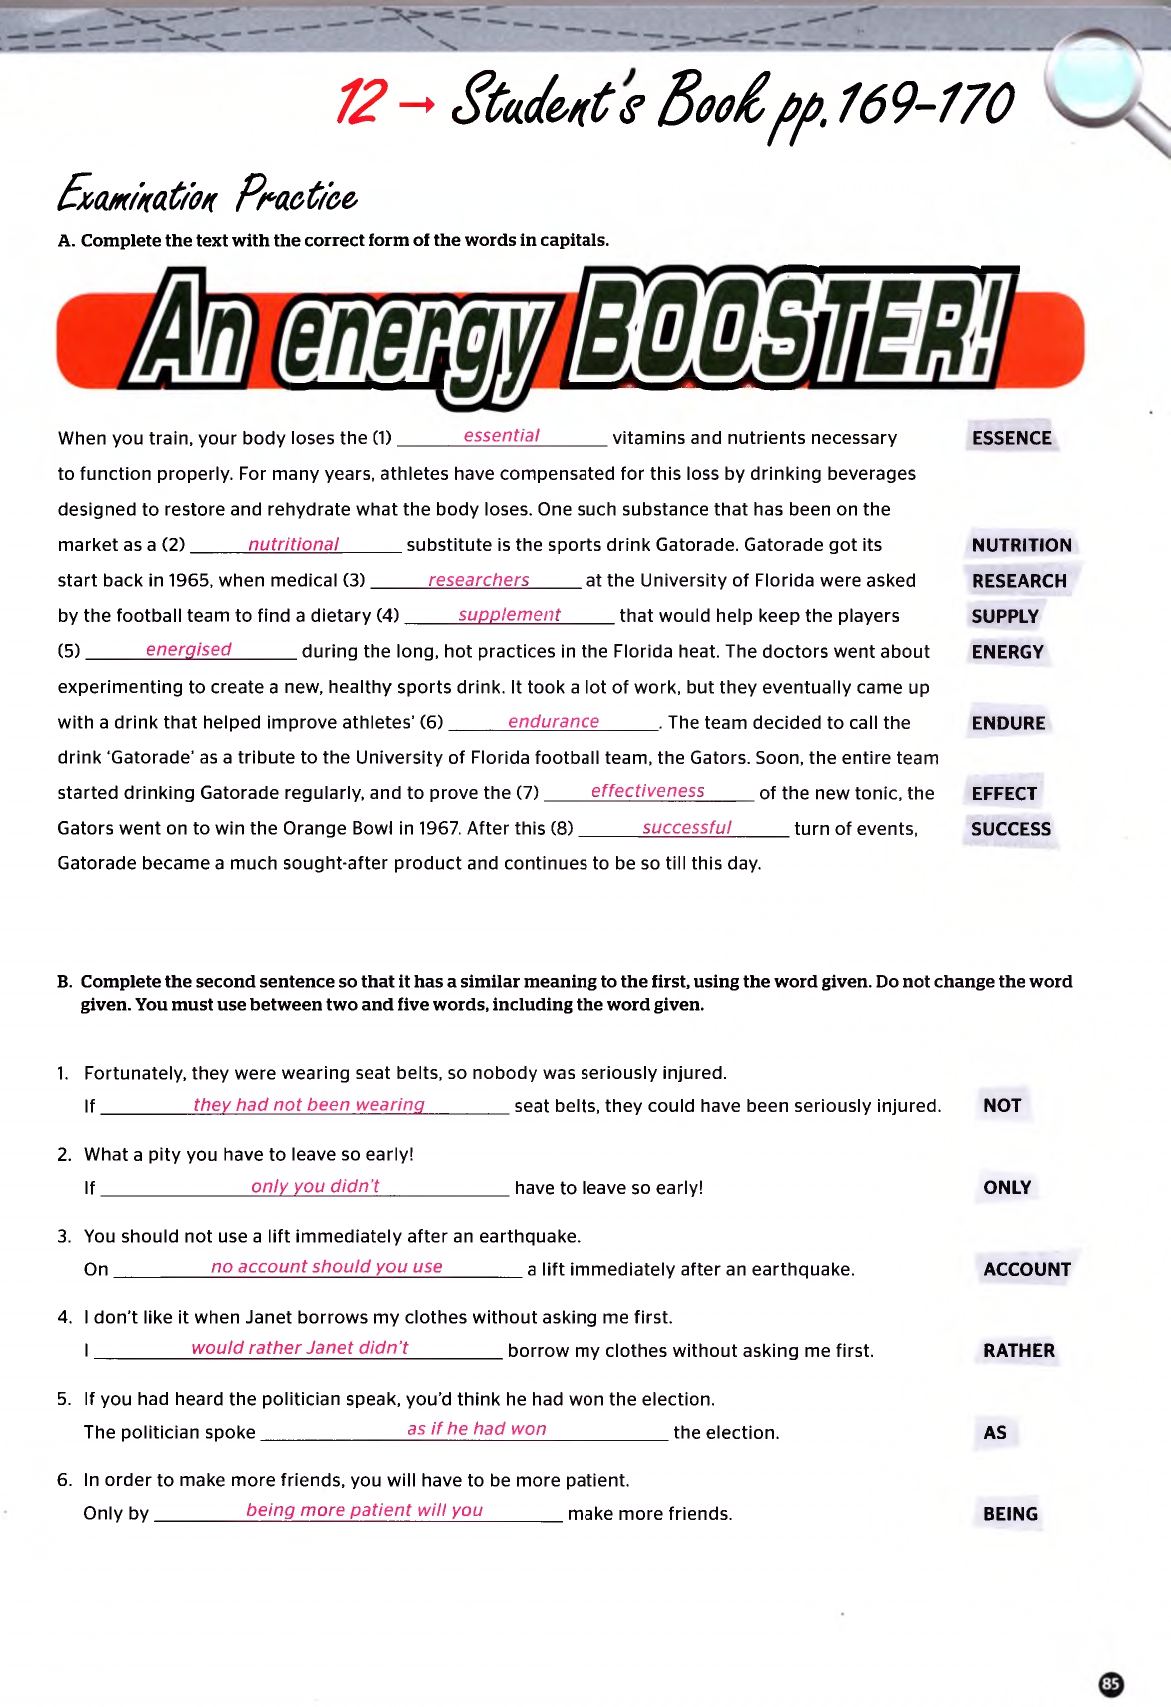 12 → Student's Book pp. 169-170
Examination Practice
A. Complete the text with the correct form of the words in capitals.
An energy BOOSTER!
When you train, your body loses the (1) essential vitamins and nutrients necessary ESSENCE
to function properly. For many years, athletes have compensated for this loss by drinking beverages
designed to restore and rehydrate what the body loses. One such substance that has been on the
market as a (2) nutritional substitute is the sports drink Gatorade. Gatorade got its NUTRITION
start back in 1965, when medical (3) researchers at the University of Florida were asked RESEARCH
by the football team to find a dietary (4) supplement that would help keep the players SUPPLY
(5) energised during the long, hot practices in the Florida heat. The doctors went about ENERGY
experimenting to create a new, healthy sports drink. It took a lot of work, but they eventually came up
with a drink that helped improve athletes' (6) endurance. The team decided to call the ENDURE
drink 'Gatorade' as a tribute to the University of Florida football team, the Gators. Soon, the entire team
started drinking Gatorade regularly, and to prove the (7) effectiveness of the new tonic, the EFFECT
Gators went on to win the Orange Bowl in 1967. After this (8) successful turn of events, SUCCESS
Gatorade became a much sought-after product and continues to be so till this day.
B. Complete the second sentence so that it has a similar meaning to the first, using the word given. Do not change the word
given. You must use between two and five words, including the word given.
1. Fortunately, they were wearing seat belts, so nobody was seriously injured.
If they had not been wearing seat belts, they could have been seriously injured. NOT
2. What a pity you have to leave so early!
If only you didn't have to leave so early! ONLY
3. You should not use a lift immediately after an earthquake.
On no account should you use a lift immediately after an earthquake. ACCOUNT
4. I don't like it when Janet borrows my clothes without asking me first.
I would rather Janet didn't borrow my clothes without asking me first. RATHER
5. If you had heard the politician speak, you'd think he had won the election.
The politician spoke as if he had won the election. AS
6. In order to make more friends, you will have to be more patient.
Only by being more patient will you make more friends. BEING
85